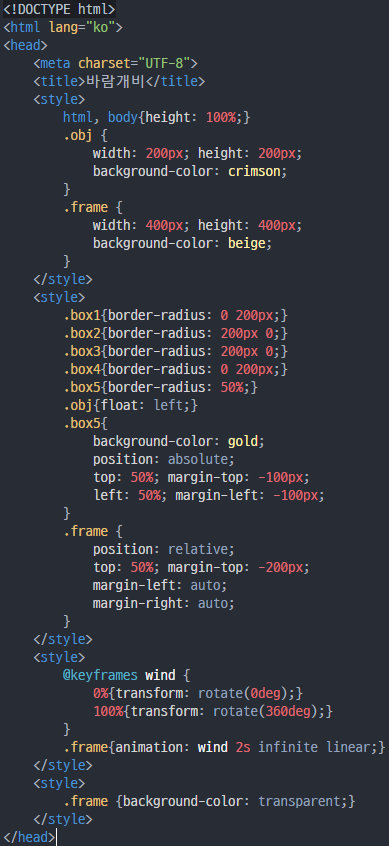 <!DOCTYPE html>
<html lang="ko">
<head>
    <meta charset="UTF-8">
    <title>바람개비</title>
    <style>
        html, body{height: 100%;}
        .obj {
            width: 200px; height: 200px;
            background-color: crimson;
        }
        .frame {
            width: 400px; height: 400px;
            background-color: beige;
        }
    </style>
    <style>
        .box1{border-radius: 0 200px;}
        .box2{border-radius: 200px 0;}
        .box3{border-radius: 200px 0;}
        .box4{border-radius: 0 200px;}
        .box5{border-radius: 50%;}
        .obj{float: left;}
        .box5{
            background-color: gold;
            position: absolute;
            top: 50%; margin-top: -100px;
            left: 50%; margin-left: -100px;
        }
        .frame {
            position: relative;
            top: 50%; margin-top: -200px;
            margin-left: auto;
            margin-right: auto;
        }
    </style>
    <style>
        @keyframes wind {
            0%{transform: rotate(0deg);}
            100%{transform: rotate(360deg);}
        }
        .frame{animation: wind 2s infinite linear;}
    </style>
    <style>
        .frame {background-color: transparent;}
    </style>
</head>